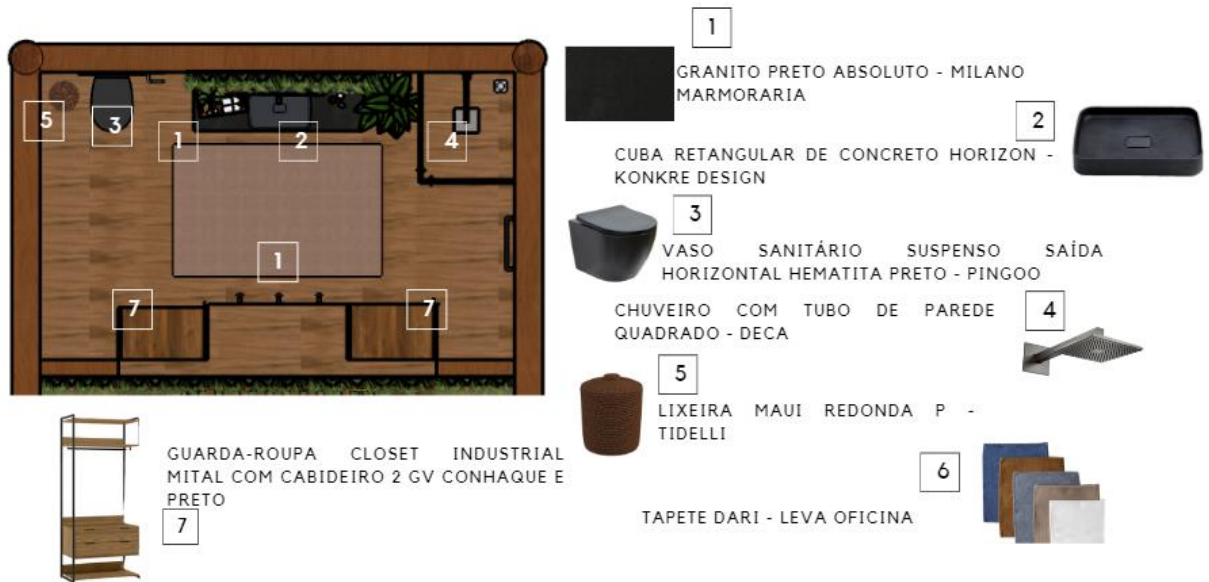 5
3
1
2
4
1
7
7
1
GRANITO PRETO ABSOLUTO - MILANO
MARMORARIA
2
CUBA RETANGULAR DE CONCRETO HORIZON -
KONKRE DESIGN
3
VASO SANITÁRIO SUSPENSO SAÍDA
HORIZONTAL HEMATITA PRETO - PINGOO
CHUVEIRO COM TUBO DE PAREDE
QUADRADO - DECA
4
5
LIXEIRA MAUI REDONDA P -
TIDELLI
6
TAPETE DARI - LEVA OFICINA
GUARDA-ROUPA CLOSET INDUSTRIAL
MITAL COM CABIDEIRO 2 GV CONHAQUE E
PRETO
7